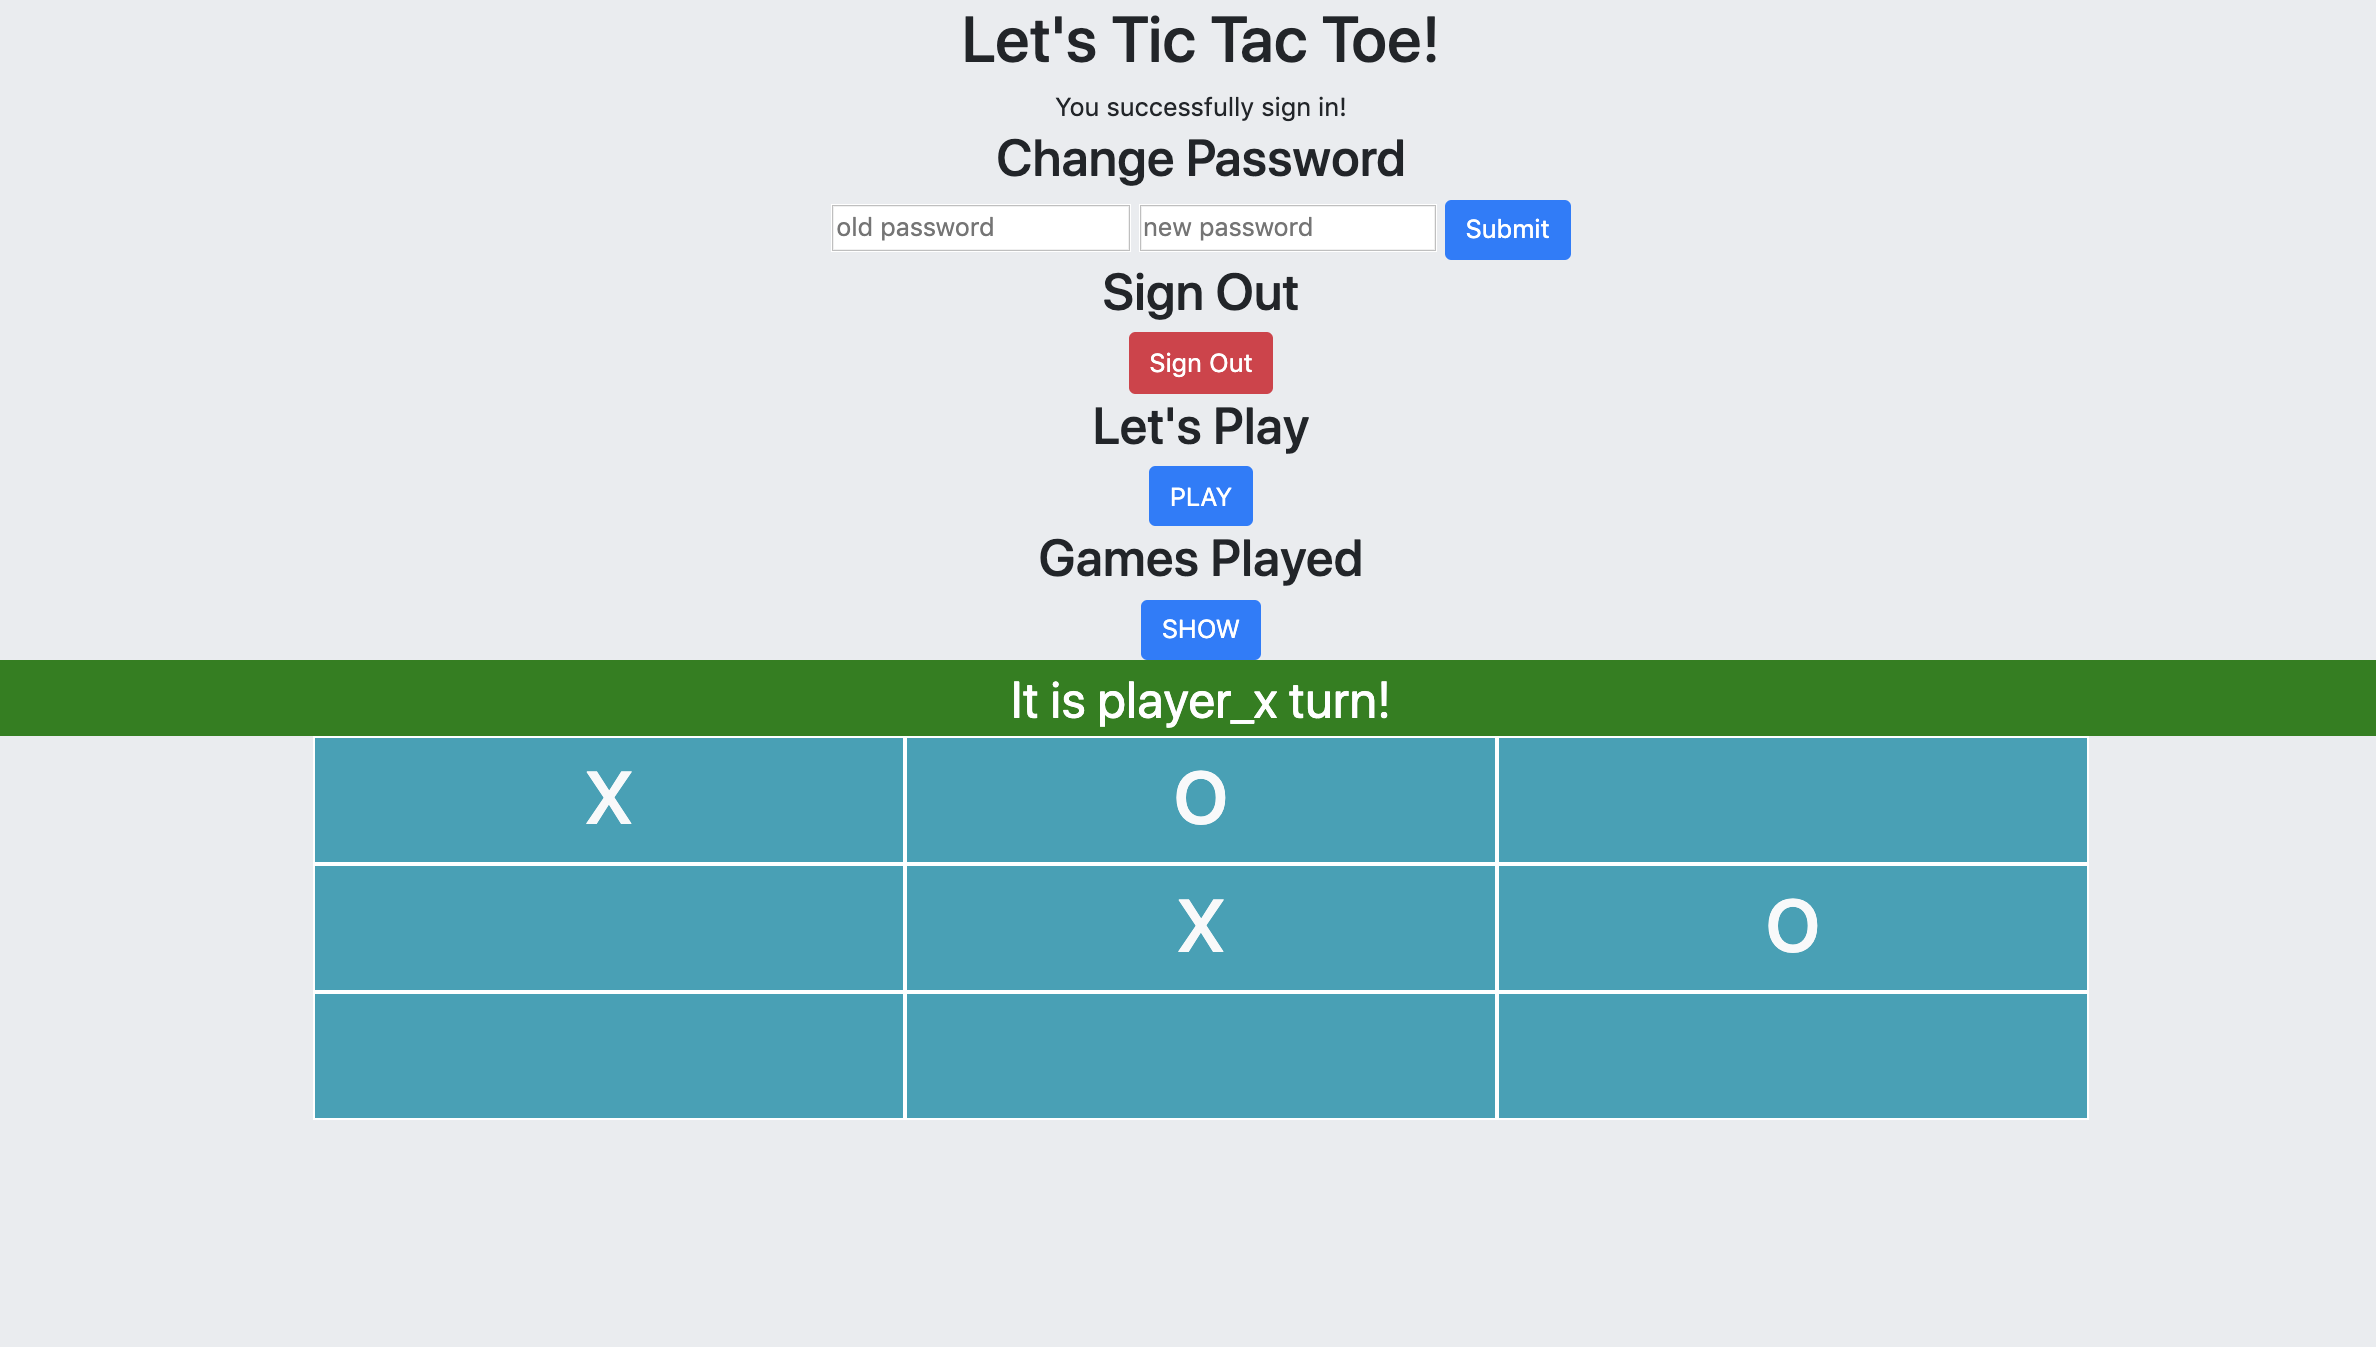 Let's Tic Tac Toe!
You successfully sign in!
Change Password
old password new password Submit
Sign Out
Sign Out
Let's Play
PLAY
Games Played
SHOW
It is player_x turn!
X O
X O